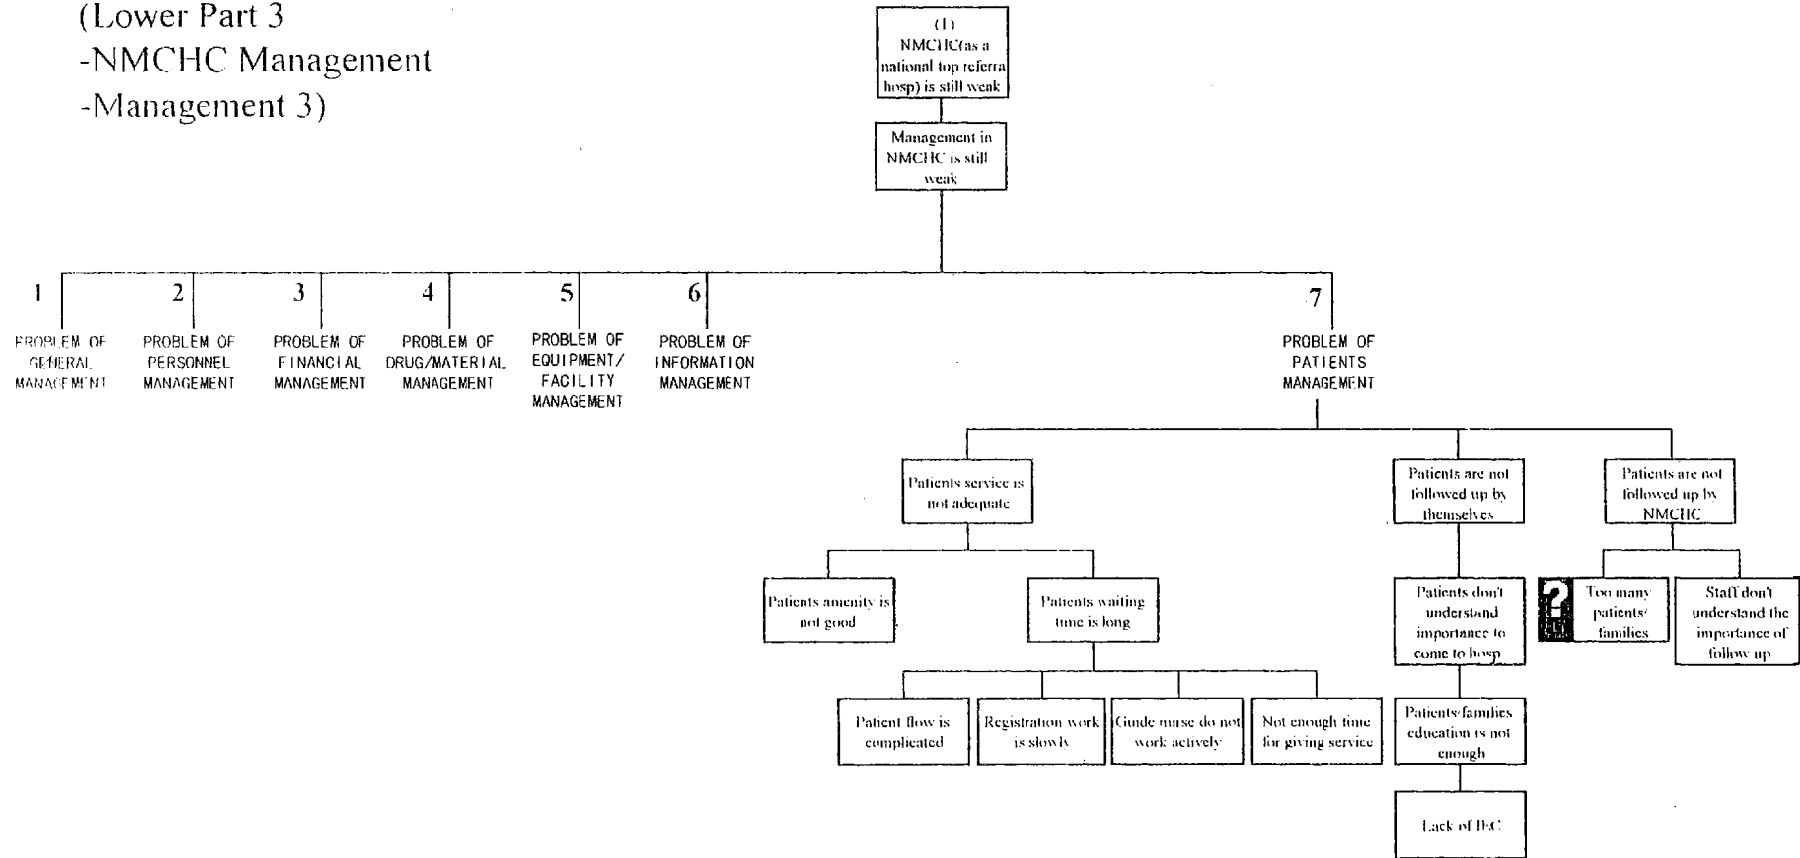 (Lower Part 3
-NMCHC Management
-Management 3)
(1)
NMCHC(as a
national top referra
hosp) is still weak
Management in
NMCHC is still
weak
1
2
3
4
5
6
7
PROBLEM OF
GENERAL
MANAGEMENT
PROBLEM OF
PERSONNEL
MANAGEMENT
PROBLEM OF
FINANCIAL
MANAGEMENT
PROBLEM OF
DRUG/MATERIAL
MANAGEMENT
PROBLEM OF
EQUIPMENT/
FACILITY
MANAGEMENT
PROBLEM OF
INFORMATION
MANAGEMENT
PROBLEM OF
PATIENTS
MANAGEMENT
Patients service is
not adequate
Patients are not
followed up by
themselves
Patients are not
followed up by
NMCHC
Patients amenity is
not good
Patients waiting
time is long
Patients don't
understand
importance to
come to hosp
?
Too many
patients/
families
Staff don't
understand the
importance of
follow up
Patient flow is
complicated
Registration work
is slowly
Guide nurse do not
work actively
Not enough time
for giving service
Patients/families
education is not
enough
Lack of IEC